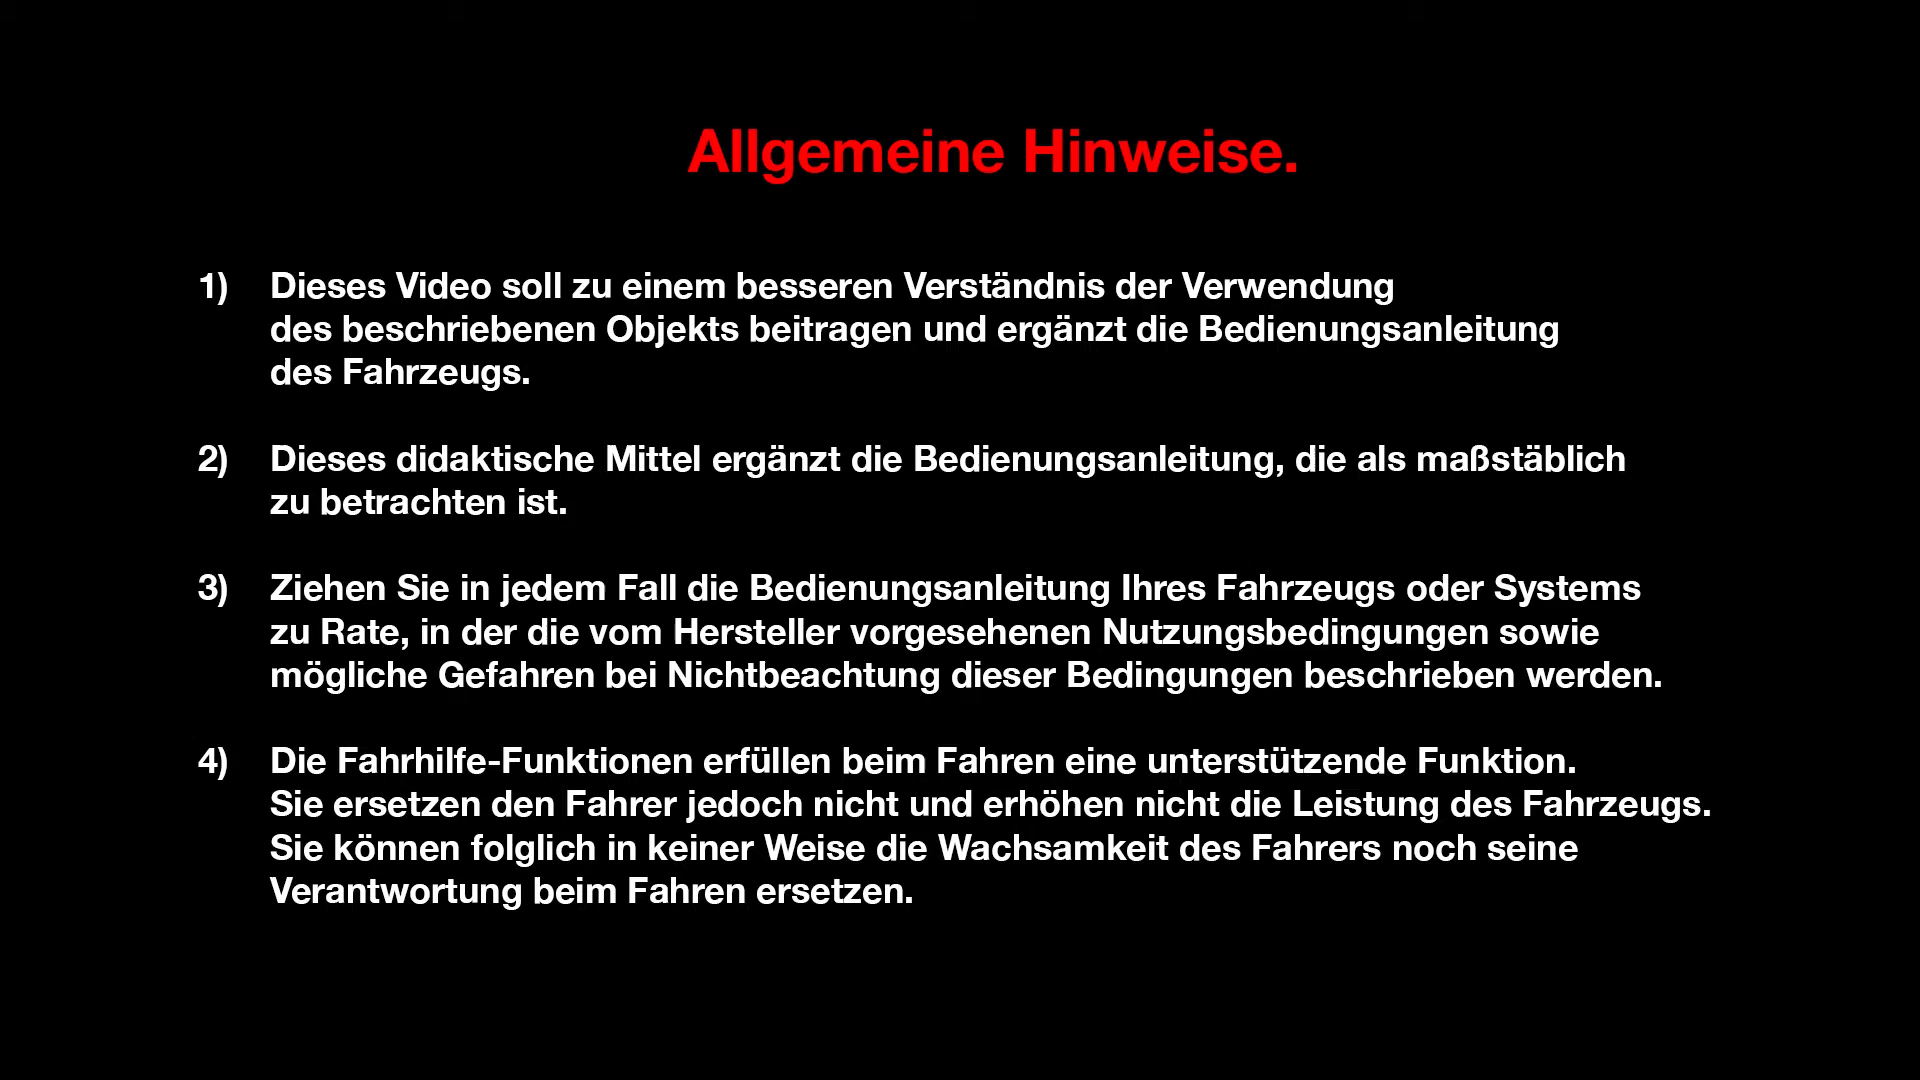 Allgemeine Hinweise.
1) Dieses Video soll zu einem besseren Verständnis der Verwendung
des beschriebenen Objekts beitragen und ergänzt die Bedienungsanleitung
des Fahrzeugs.
2) Dieses didaktische Mittel ergänzt die Bedienungsanleitung, die als maßstäblich
zu betrachten ist.
3) Ziehen Sie in jedem Fall die Bedienungsanleitung Ihres Fahrzeugs oder Systems
zu Rate, in der die vom Hersteller vorgesehenen Nutzungsbedingungen sowie
mögliche Gefahren bei Nichtbeachtung dieser Bedingungen beschrieben werden.
4) Die Fahrhilfe-Funktionen erfüllen beim Fahren eine unterstützende Funktion.
Sie ersetzen den Fahrer jedoch nicht und erhöhen nicht die Leistung des Fahrzeugs.
Sie können folglich in keiner Weise die Wachsamkeit des Fahrers noch seine
Verantwortung beim Fahren ersetzen.